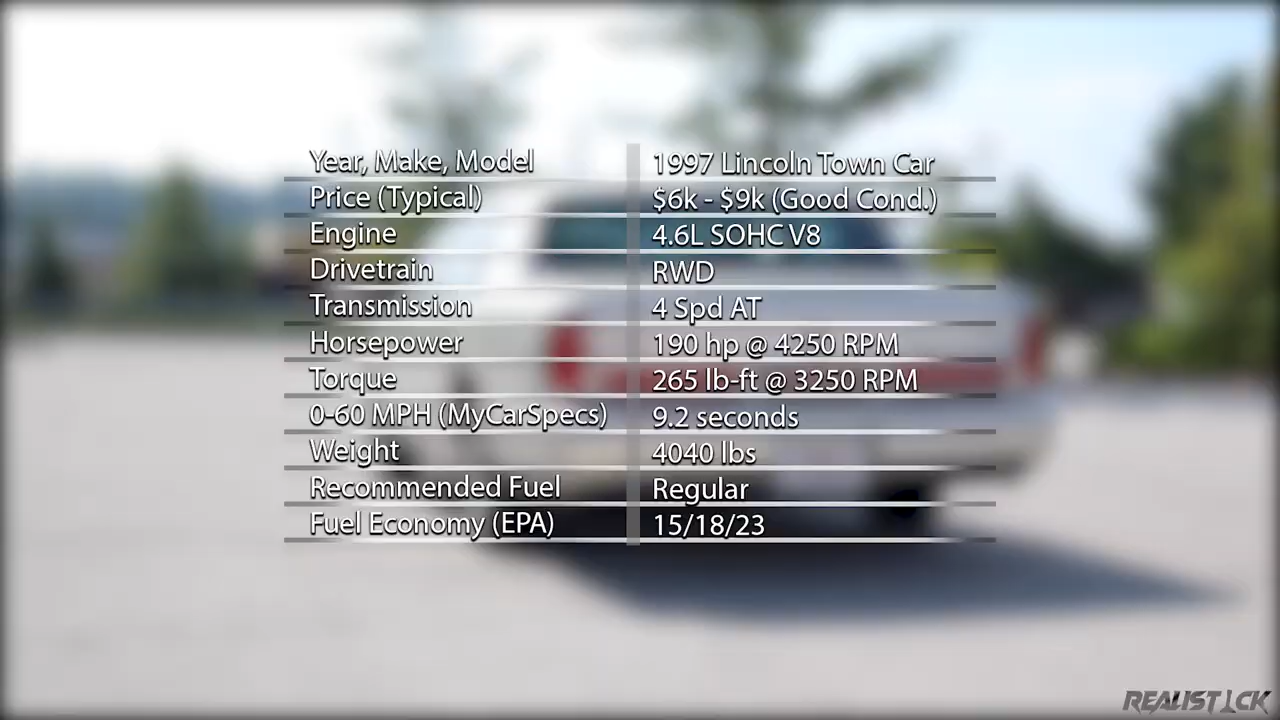 Year, Make, Model 1997 Lincoln Town Car
Price (Typical) $6k - $9k (Good Cond.)
Engine 4.6L SOHC V8
Drivetrain RWD
Transmission 4 Spd AT
Horsepower 190 hp @ 4250 RPM
Torque 265 lb-ft @ 3250 RPM
0-60 MPH (MyCarSpecs) 9.2 seconds
Weight 4040 lbs
Recommended Fuel Regular
Fuel Economy (EPA) 15/18/23
REALISTICK